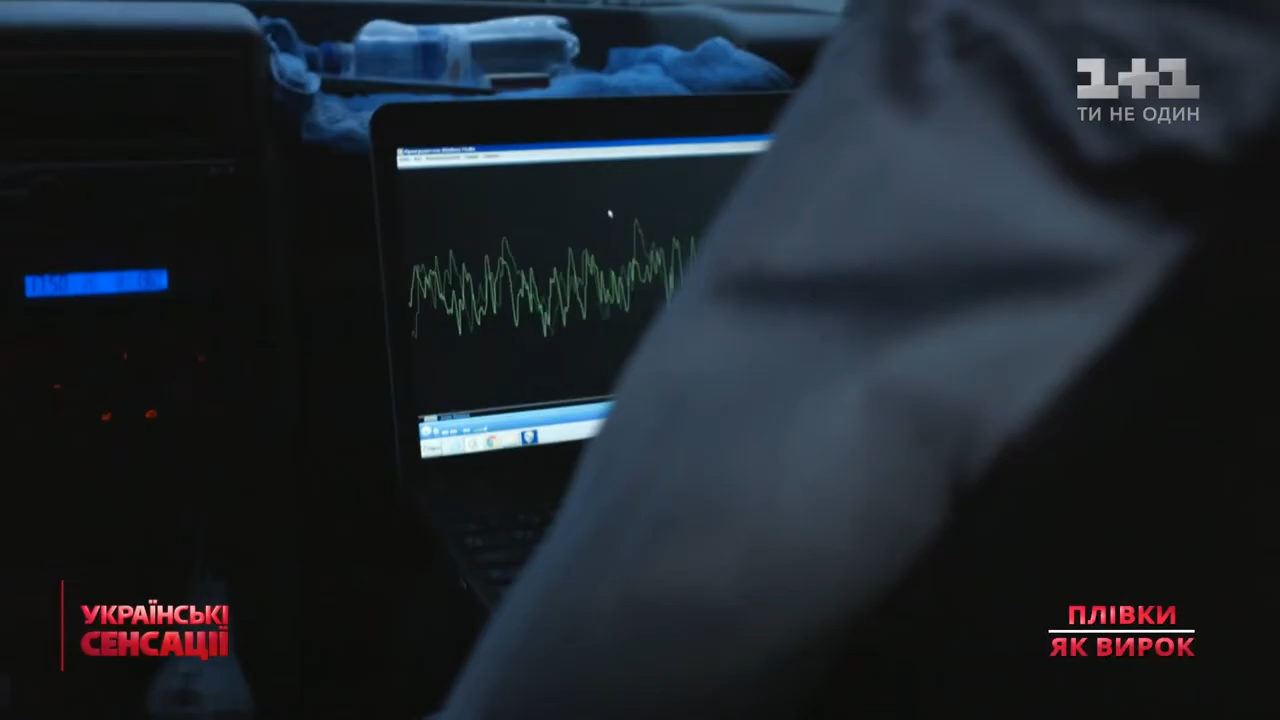 1+1
ТИ НЕ ОДИН
УКРАЇНСЬКІ
СЕНСАЦІЇ
ПЛІВКИ
ЯК ВИРОК